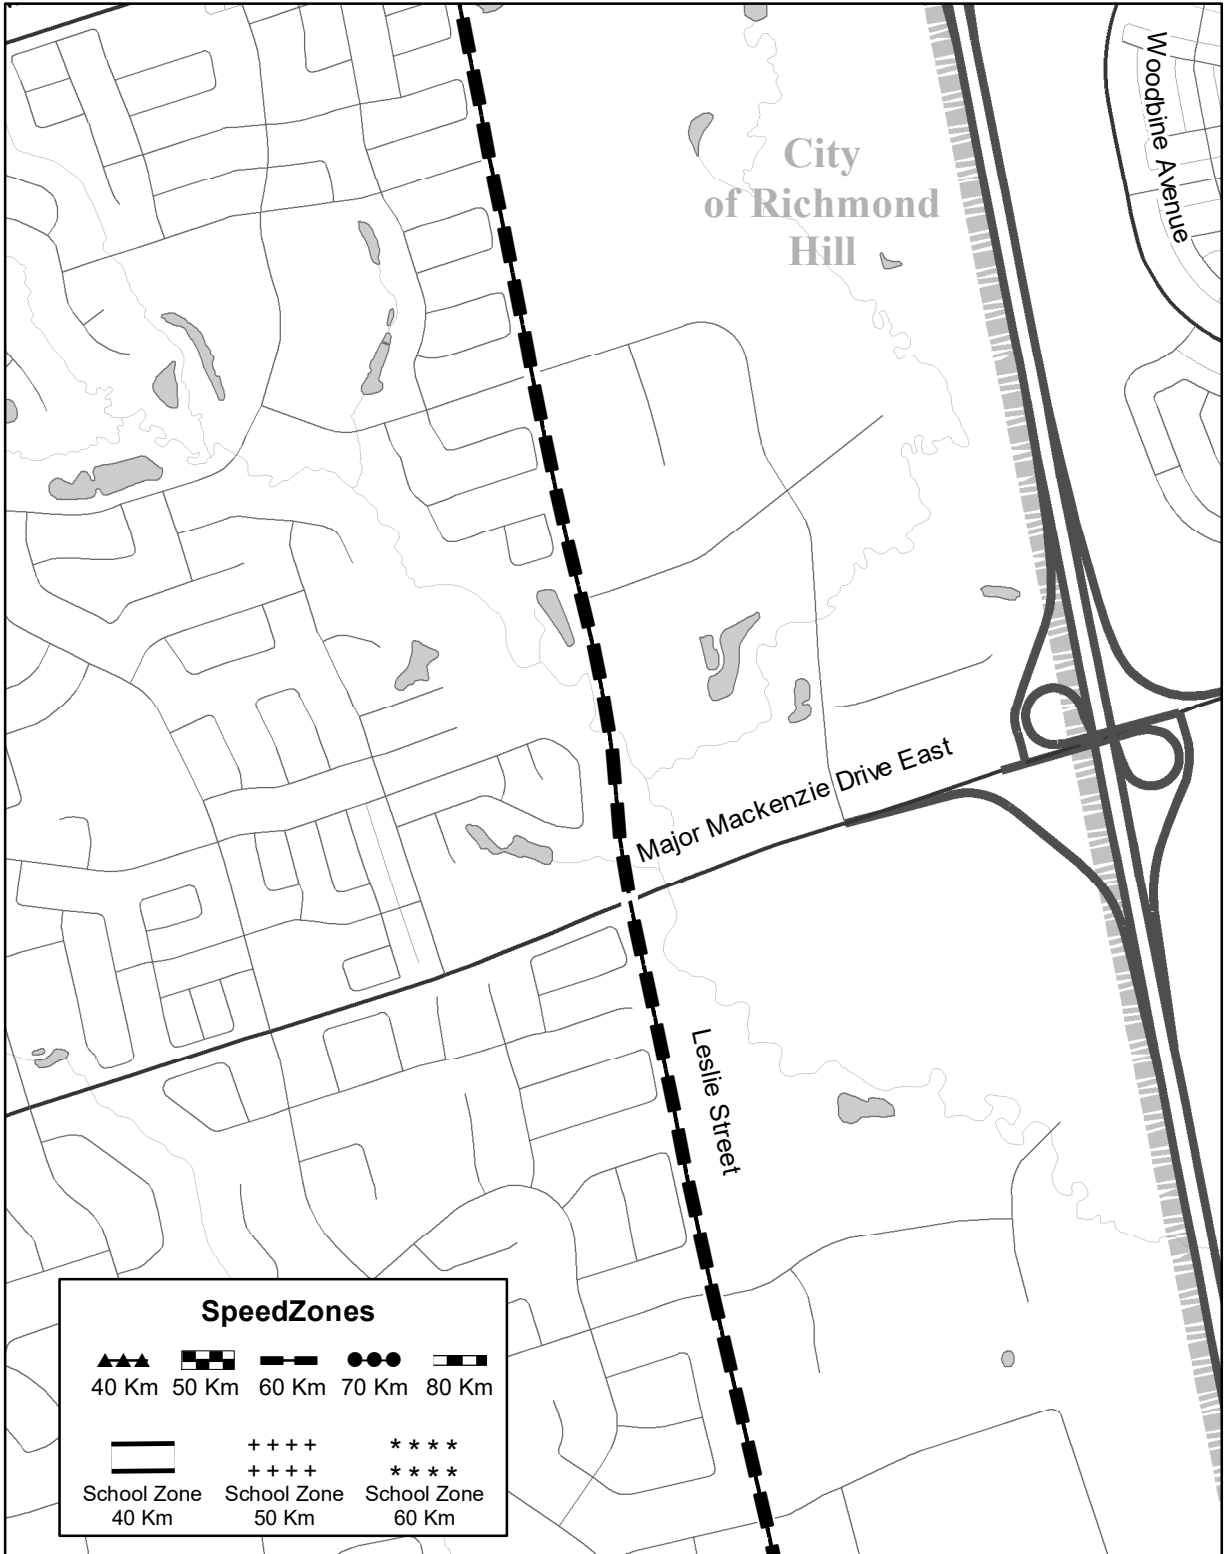 City
of Richmond
Hill
Woodbine Avenue
Major Mackenzie Drive East
Leslie Street
SpeedZones
40 Km 50 Km 60 Km 70 Km 80 Km
School Zone School Zone School Zone
40 Km 50 Km 60 Km